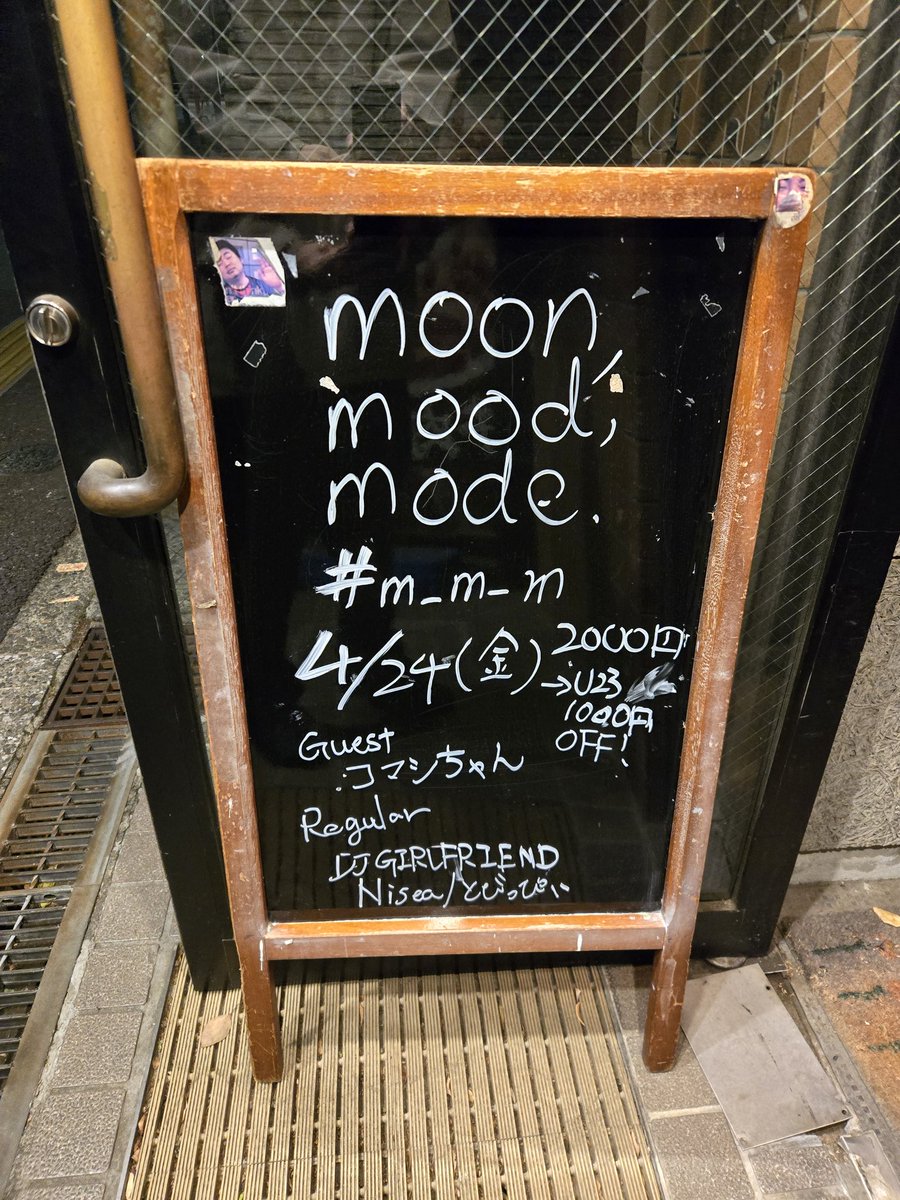 moon,
mood,
mode.
#m_m_m
4/24(金)
2000円
→U23
1000円
OFF!
Guest
:コマシちゃん
Regular
DJ GIRLFRIEND
Nisea/とびっぴぃ